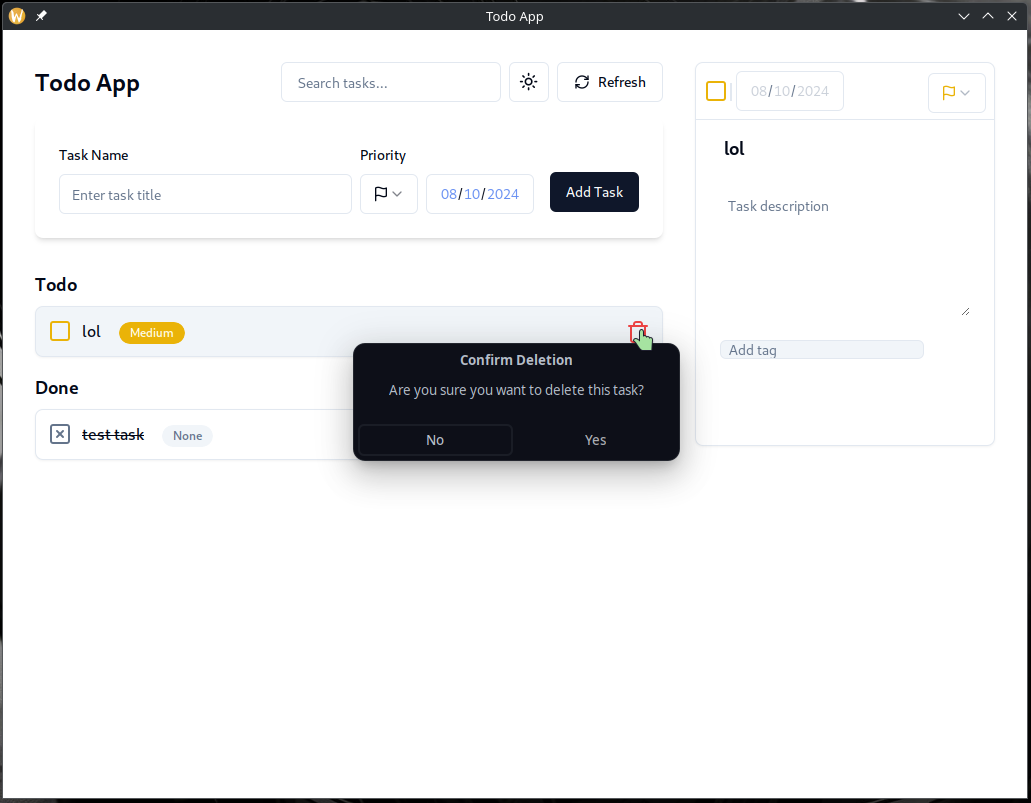 Todo App
Todo App
Search tasks...
Refresh
Task Name
Priority
Enter task title
08/10/2024
Add Task
Todo
lol
Medium
Done
test task
None
Confirm Deletion
Are you sure you want to delete this task?
No
Yes
08/10/2024
lol
Task description
Add tag